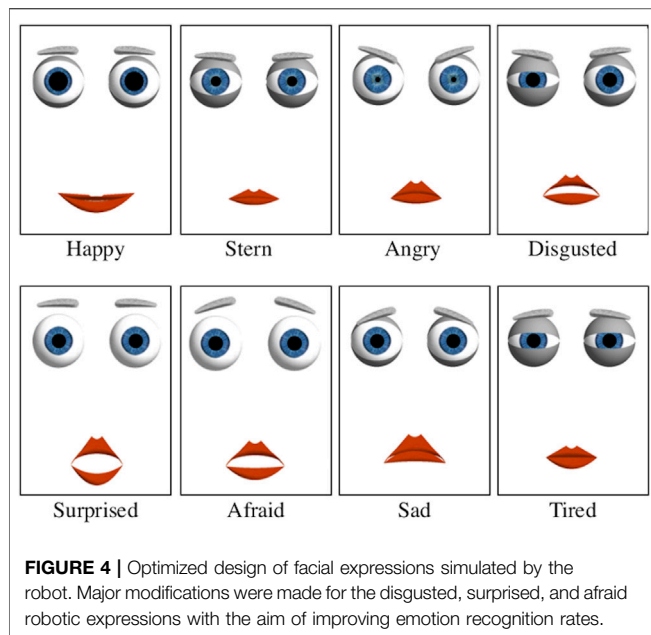 Happy Stern Angry Disgusted
Surprised Afraid Sad Tired
FIGURE 4 | Optimized design of facial expressions simulated by the
robot. Major modifications were made for the disgusted, surprised, and afraid
robotic expressions with the aim of improving emotion recognition rates.